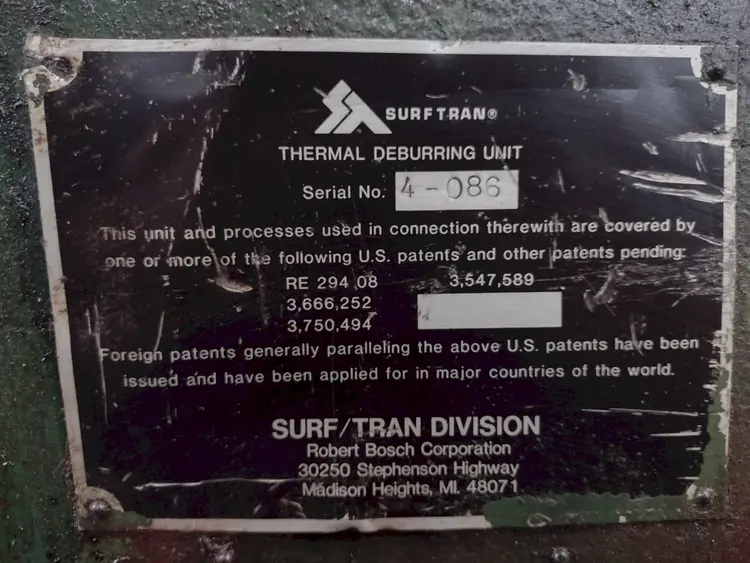 SURFTRAN®
THERMAL DEBURRING UNIT
Serial No. 4-086
This unit and processes used in connection therewith are covered by
one or more of the following U.S. patents and other patents pending:
RE 294 08 3,547,589
3,666,252
3,750,494
Foreign patents generally paralleling the above U.S. patents have been
issued and have been applied for in major countries of the world.
SURF/TRAN DIVISION
Robert Bosch Corporation
30250 Stephenson Highway
Madison Heights, MI. 48071